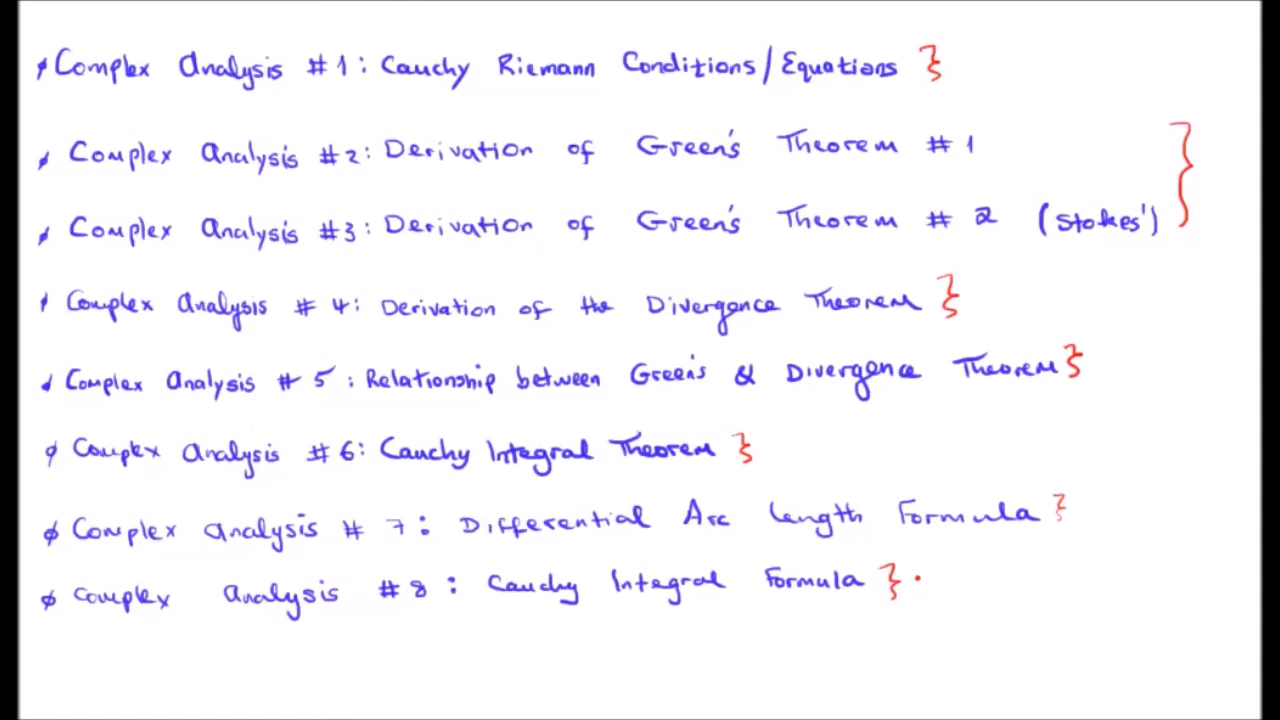 Complex Analysis #1: Cauchy Riemann Conditions/Equations
Complex Analysis #2: Derivation of Green's Theorem #1
Complex Analysis #3: Derivation of Green's Theorem #2 (Stokes')
Complex Analysis #4: Derivation of the Divergence Theorem
Complex Analysis #5: Relationship between Green's & Divergence Theorem
Complex Analysis #6: Cauchy Integral Theorem
Complex Analysis #7: Differential Arc length Formula
Complex Analysis #8: Cauchy Integral Formula